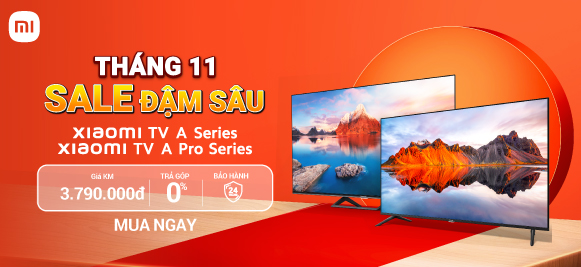 mi
THÁNG 11
SALE ĐẬM SÂU
xiaomi TV A Series
xiaomi TV A Pro Series
Giá KM
3.790.000đ
TRẢ GÓP
0%
BẢO HÀNH
24
MUA NGAY